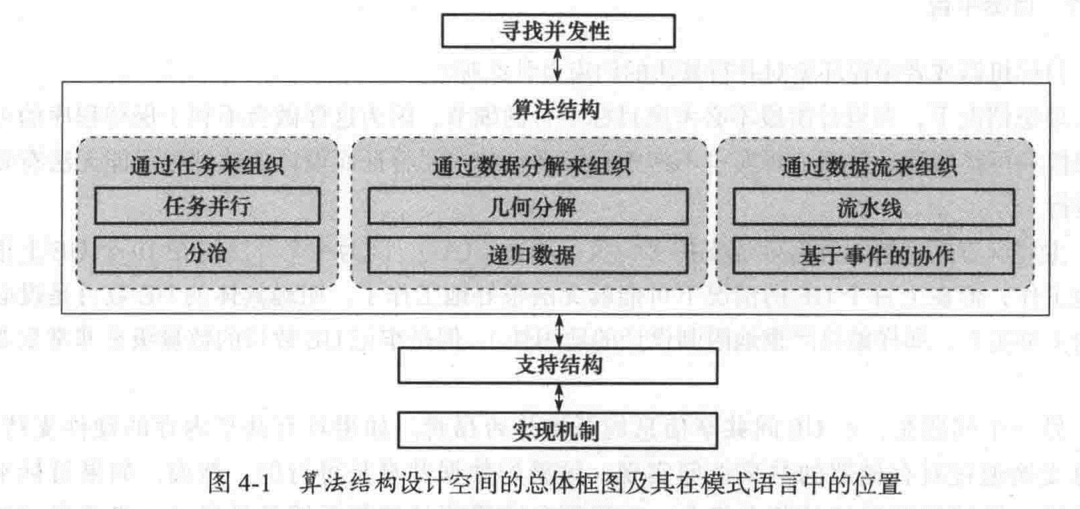 寻找并发性
算法结构
通过任务来组织
任务并行
分治
通过数据分解来组织
几何分解
递归数据
通过数据流来组织
流水线
基于事件的协作
支持结构
实现机制
图 4-1 算法结构设计空间的总体框图及其在模式语言中的位置